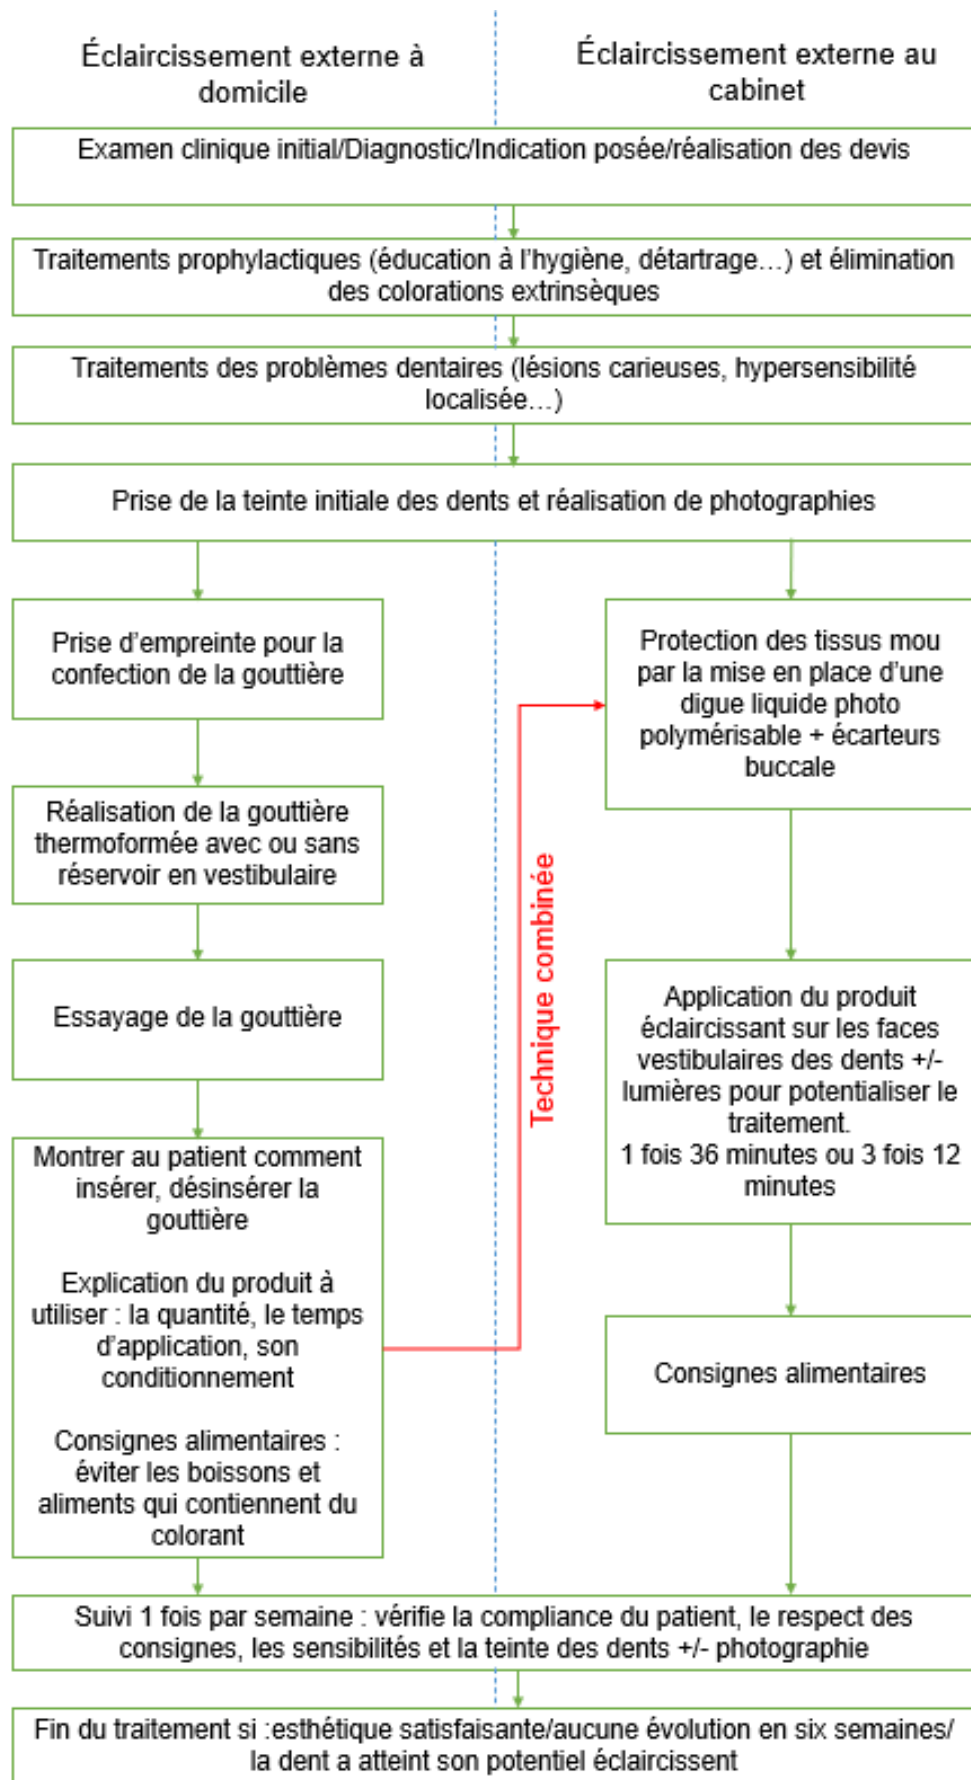 Éclaircissement externe à
domicile
Éclaircissement externe au
cabinet
Examen clinique initial/Diagnostic/Indication posée/réalisation des devis
Traitements prophylactiques (éducation à l'hygiène, détartrage…) et élimination
des colorations extrinsèques
Traitements des problèmes dentaires (lésions carieuses, hypersensibilité
localisée…)
Prise de la teinte initiale des dents et réalisation de photographies
Prise d'empreinte pour la
confection de la gouttière
Réalisation de la gouttière
thermoformée avec ou sans
réservoir en vestibulaire
Essayage de la gouttière
Montrer au patient comment
insérer, désinsérer la
gouttière
Explication du produit à
utiliser : la quantité, le temps
d'application, son
conditionnement
Consignes alimentaires :
éviter les boissons et
aliments qui contiennent du
colorant
Technique combinée
Protection des tissus mou
par la mise en place d'une
digue liquide photo
polymérisable + écarteurs
buccale
Application du produit
éclaircissant sur les faces
vestibulaires des dents +/-
lumières pour potentialiser le
traitement.
1 fois 36 minutes ou 3 fois 12
minutes
Consignes alimentaires
Suivi 1 fois par semaine : vérifie la compliance du patient, le respect des
consignes, les sensibilités et la teinte des dents +/- photographie
Fin du traitement si :esthétique satisfaisante/aucune évolution en six semaines/
la dent a atteint son potentiel éclaircissent